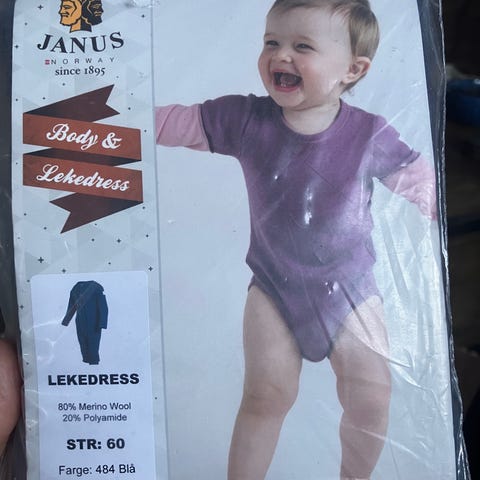 JANUS
NORWAY
since 1895
Body &
Lekedress
LEKEDRESS
80% Merino Wool
20% Polyamide
STR: 60
Farge: 484 Blå